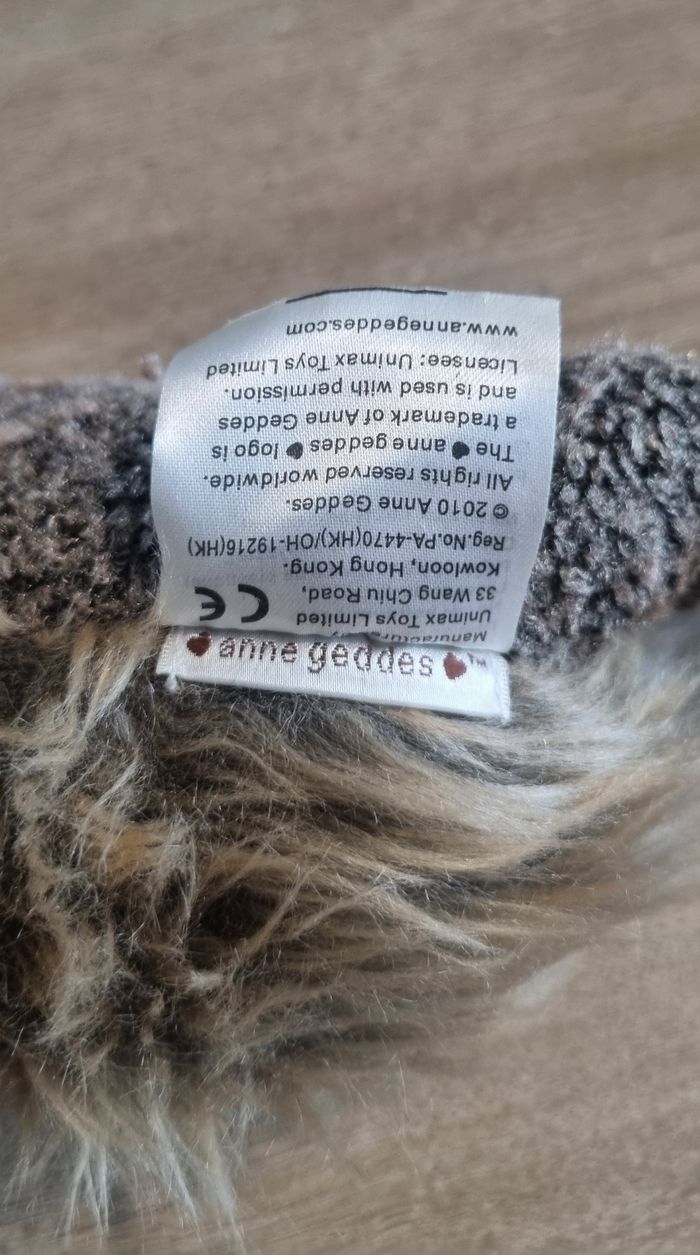 Manufactur
Unimax Toys Limited
33 Wang Chiu Road,
Kowloon, Hong Kong.
CE
Reg.No.PA-4470(HK)/OH-19216(HK)
© 2010 Anne Geddes.
All rights reserved worldwide.
The ♥ anne geddes ♥ logo is
a trademark of Anne Geddes
and is used with permission.
Licensee: Unimax Toys Limited
www.annegeddes.com
♥ anne geddes ♥™